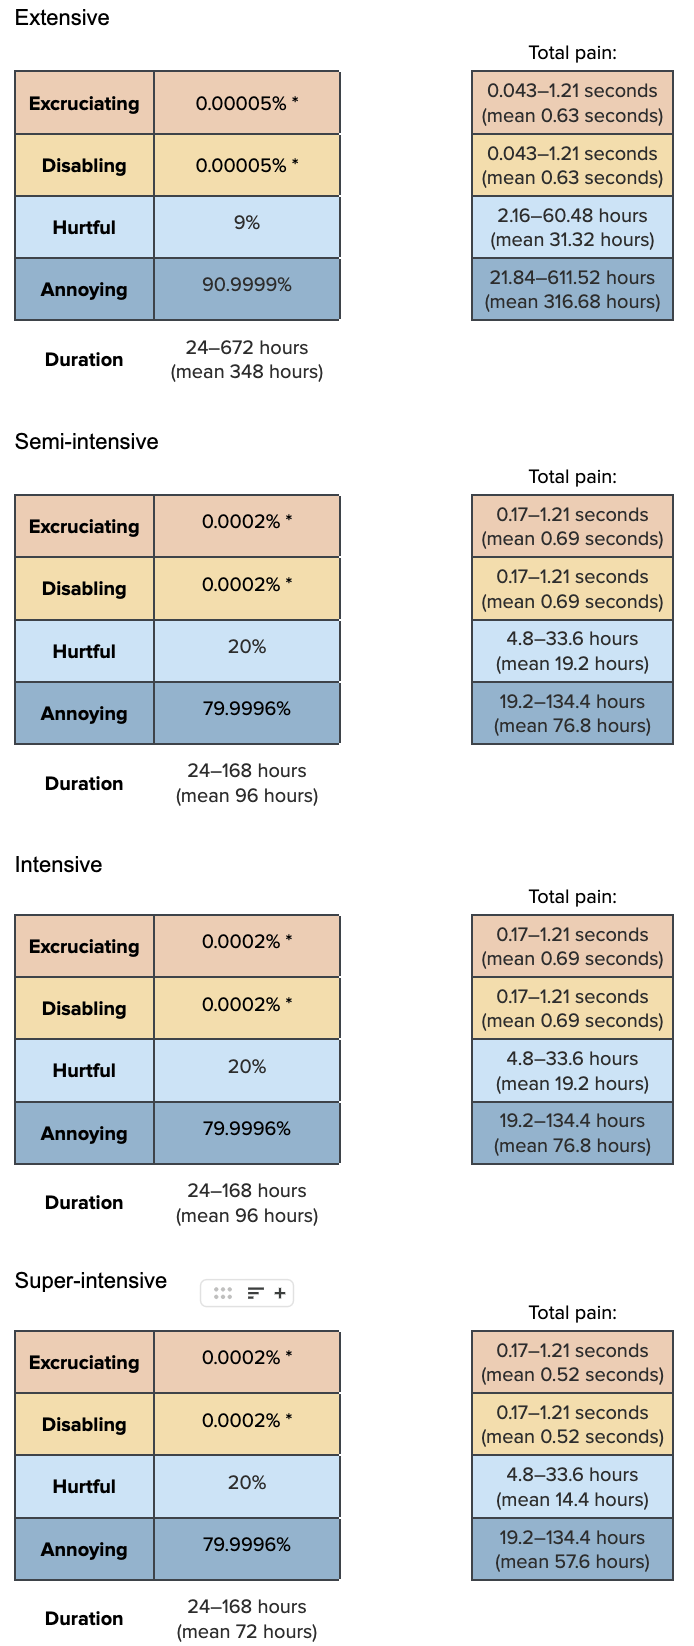 Extensive
Total pain:
Excruciating 0.00005% * 0.043–1.21 seconds
(mean 0.63 seconds)
Disabling 0.00005% * 0.043–1.21 seconds
(mean 0.63 seconds)
Hurtful 9% 2.16–60.48 hours
(mean 31.32 hours)
Annoying 90.9999% 21.84–611.52 hours
(mean 316.68 hours)
Duration 24–672 hours
(mean 348 hours)
Semi-intensive
Total pain:
Excruciating 0.0002% * 0.17–1.21 seconds
(mean 0.69 seconds)
Disabling 0.0002% * 0.17–1.21 seconds
(mean 0.69 seconds)
Hurtful 20% 4.8–33.6 hours
(mean 19.2 hours)
Annoying 79.9996% 19.2–134.4 hours
(mean 76.8 hours)
Duration 24–168 hours
(mean 96 hours)
Intensive
Total pain:
Excruciating 0.0002% * 0.17–1.21 seconds
(mean 0.69 seconds)
Disabling 0.0002% * 0.17–1.21 seconds
(mean 0.69 seconds)
Hurtful 20% 4.8–33.6 hours
(mean 19.2 hours)
Annoying 79.9996% 19.2–134.4 hours
(mean 76.8 hours)
Duration 24–168 hours
(mean 96 hours)
Super-intensive
Total pain:
Excruciating 0.0002% * 0.17–1.21 seconds
(mean 0.52 seconds)
Disabling 0.0002% * 0.17–1.21 seconds
(mean 0.52 seconds)
Hurtful 20% 4.8–33.6 hours
(mean 14.4 hours)
Annoying 79.9996% 19.2–134.4 hours
(mean 57.6 hours)
Duration 24–168 hours
(mean 72 hours)